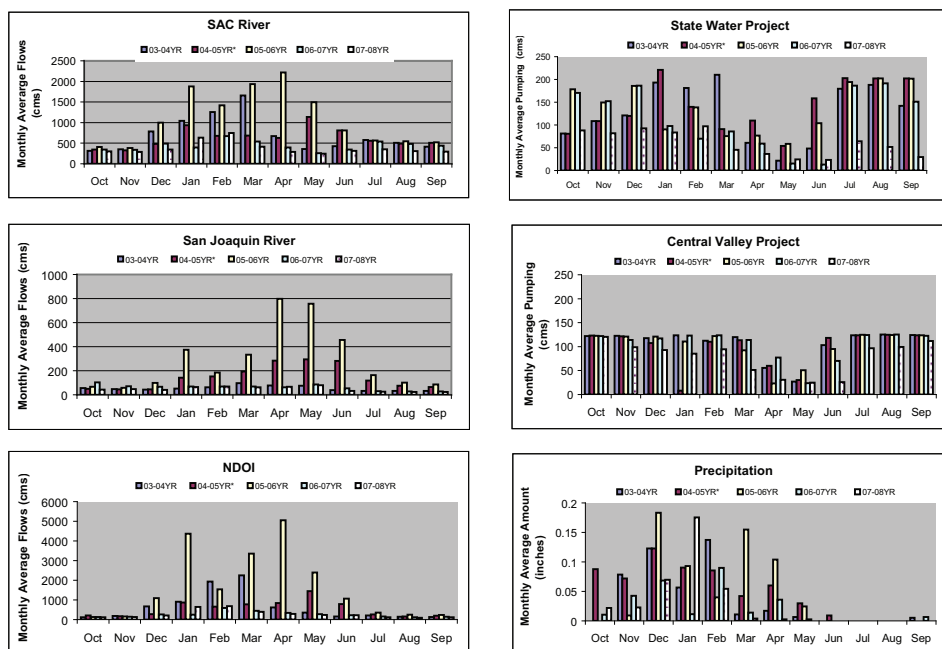 SAC River
03-04YR 04-05YR* 05-06YR 06-07YR 07-08YR
Monthly Averarge Flows
(cms)
2500
2000
1500
1000
500
0
Oct Nov Dec Jan Feb Mar Apr May Jun Jul Aug Sep
State Water Project
03-04YR 04-05YR* 05-06YR 06-07YR 07-08YR
Monthly Average Pumping
(cms)
250
200
150
100
50
0
Oct Nov Dec Jan Feb Mar Apr May Jun Jul Aug Sep
San Joaquin River
03-04YR 04-05YR* 05-06YR 06-07YR 07-08YR
Monthly Average Flows (cms)
1000
800
600
400
200
0
Oct Nov Dec Jan Feb Mar Apr May Jun Jul Aug Sep
Central Valley Project
03-04YR 04-05YR* 05-06YR 06-07YR 07-08YR
Monthly Average Pumping
(cms)
250
200
150
100
50
0
Oct Nov Dec Jan Feb Mar Apr May Jun Jul Aug Sep
NDOI
03-04YR 04-05YR* 05-06YR 06-07YR 07-08YR
Monthly Average Flows (cms)
6000
5000
4000
3000
2000
1000
0
Oct Nov Dec Jan Feb Mar Apr May Jun Jul Aug Sep
Precipitation
03-04YR 04-05YR* 05-06YR 06-07YR 07-08YR
Monthly Average Amount
(inches)
0.2
0.15
0.1
0.05
0
Oct Nov Dec Jan Feb Mar Apr May Jun Jul Aug Sep